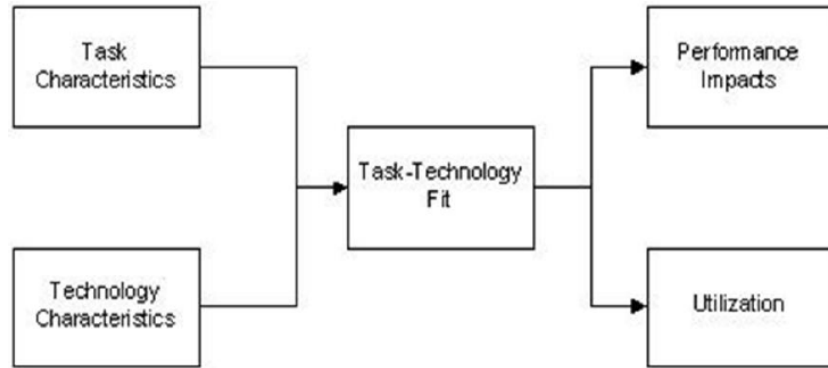 Task
Characteristics
Performance
Impacts
Task-Technology
Fit
Technology
Characteristics
Utilization